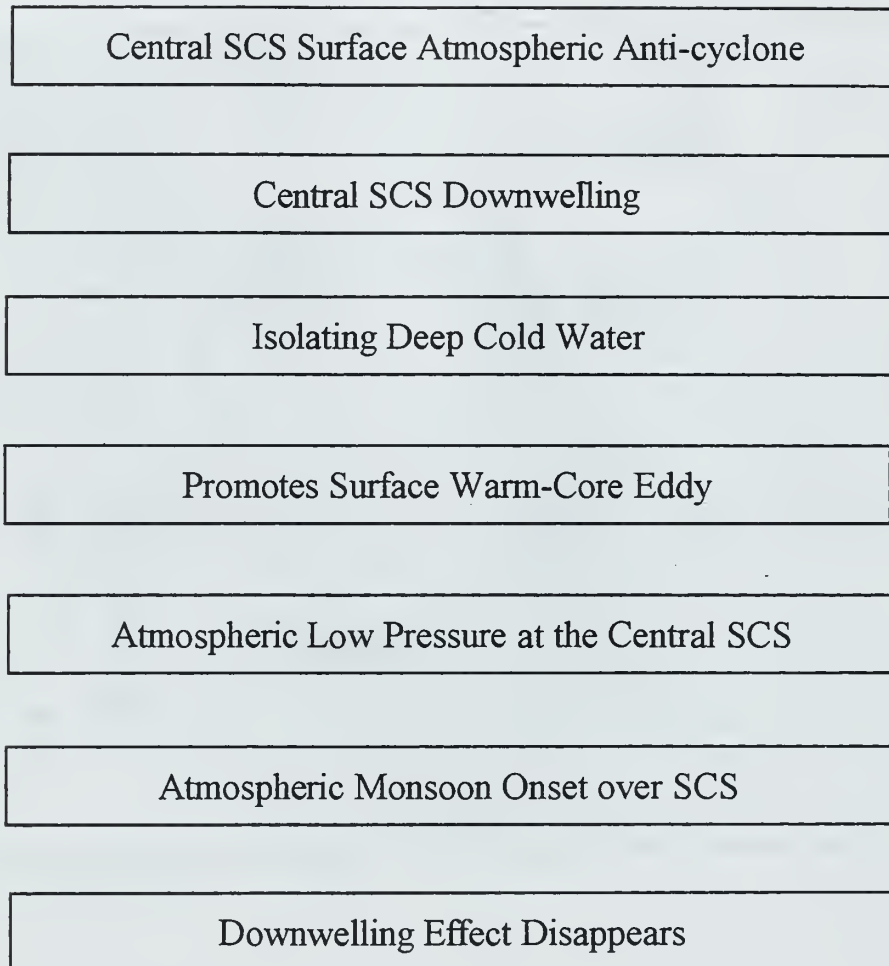 Central SCS Surface Atmospheric Anti-cyclone
Central SCS Downwelling
Isolating Deep Cold Water
Promotes Surface Warm-Core Eddy
Atmospheric Low Pressure at the Central SCS
Atmospheric Monsoon Onset over SCS
Downwelling Effect Disappears